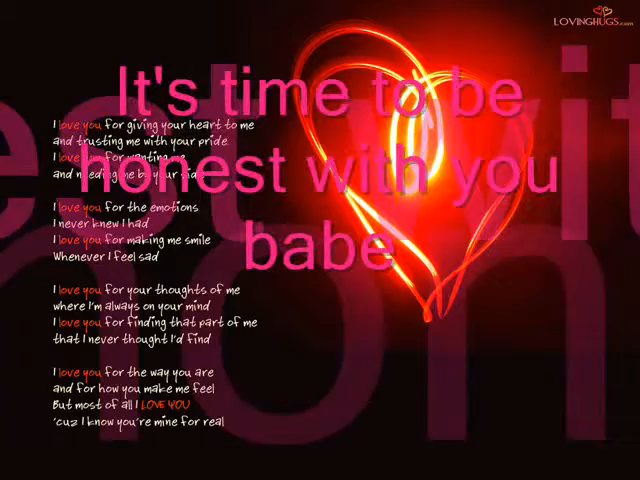 LOVINGHUGS.com
It's time to be
honest with you
babe
I love you for giving your heart to me
and trusting me with your pride
I love you for wanting me
and needing me by your side
I love you for the emotions
I never knew I had
I love you for making me smile
Whenever I feel sad
I love you for your thoughts of me
where I'm always on your mind
I love you for finding that part of me
that I never thought I'd find
I love you for the way you are
and for how you make me feel
But most of all I LOVE YOU
'cuz I know you're mine for real